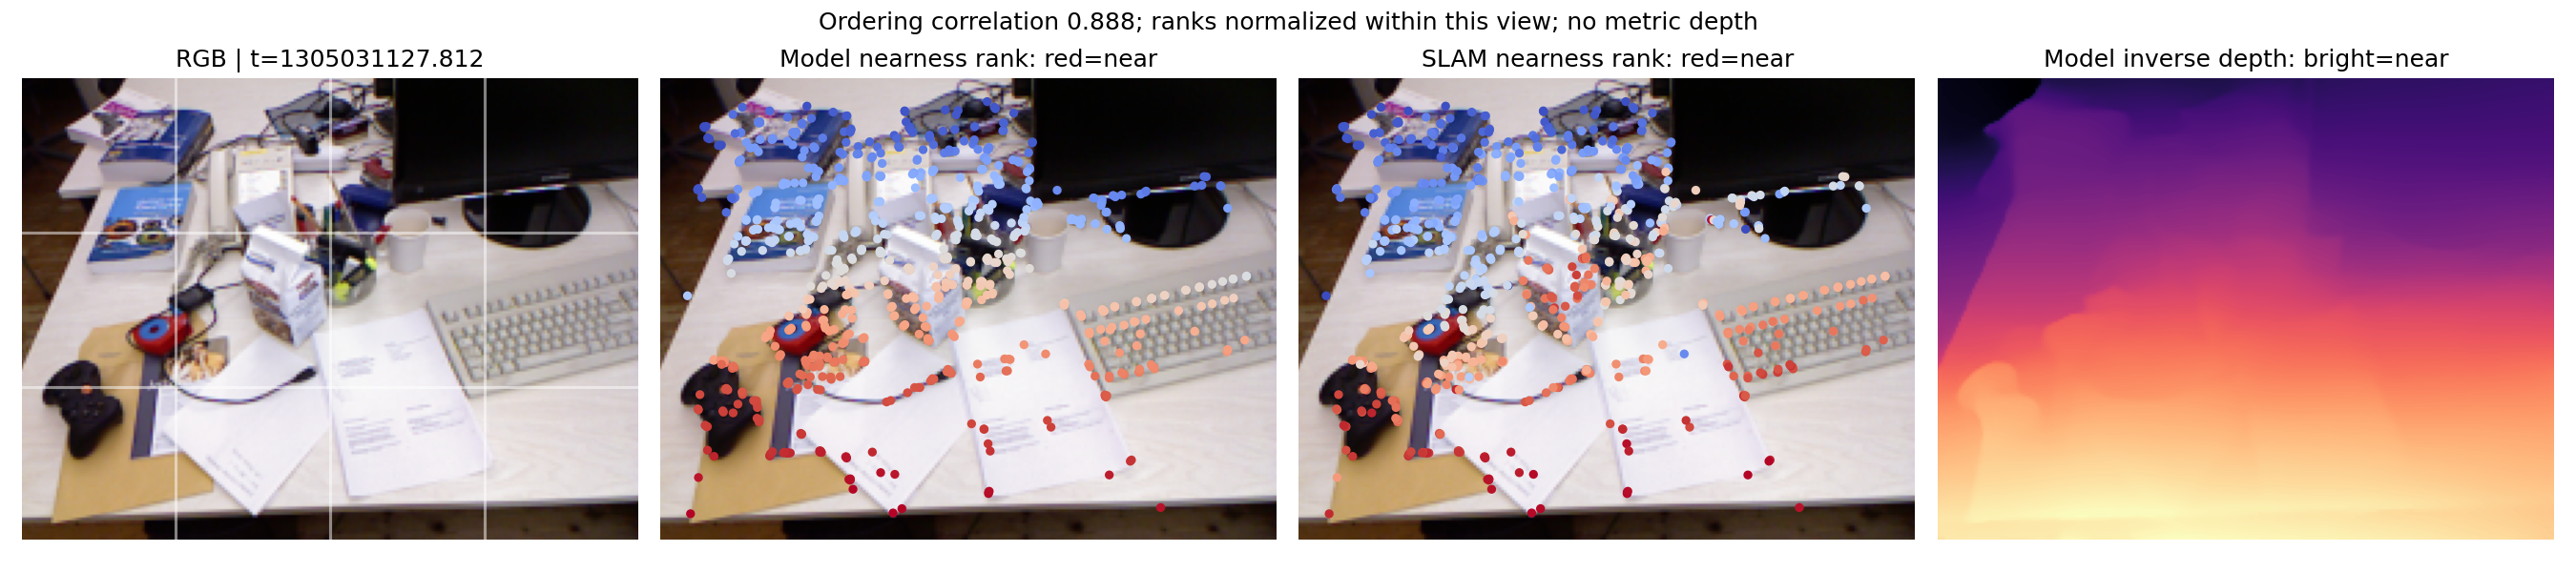 Ordering correlation 0.888; ranks normalized within this view; no metric depth
RGB | t=1305031127.812
Model nearness rank: red=near
SLAM nearness rank: red=near
Model inverse depth: bright=near